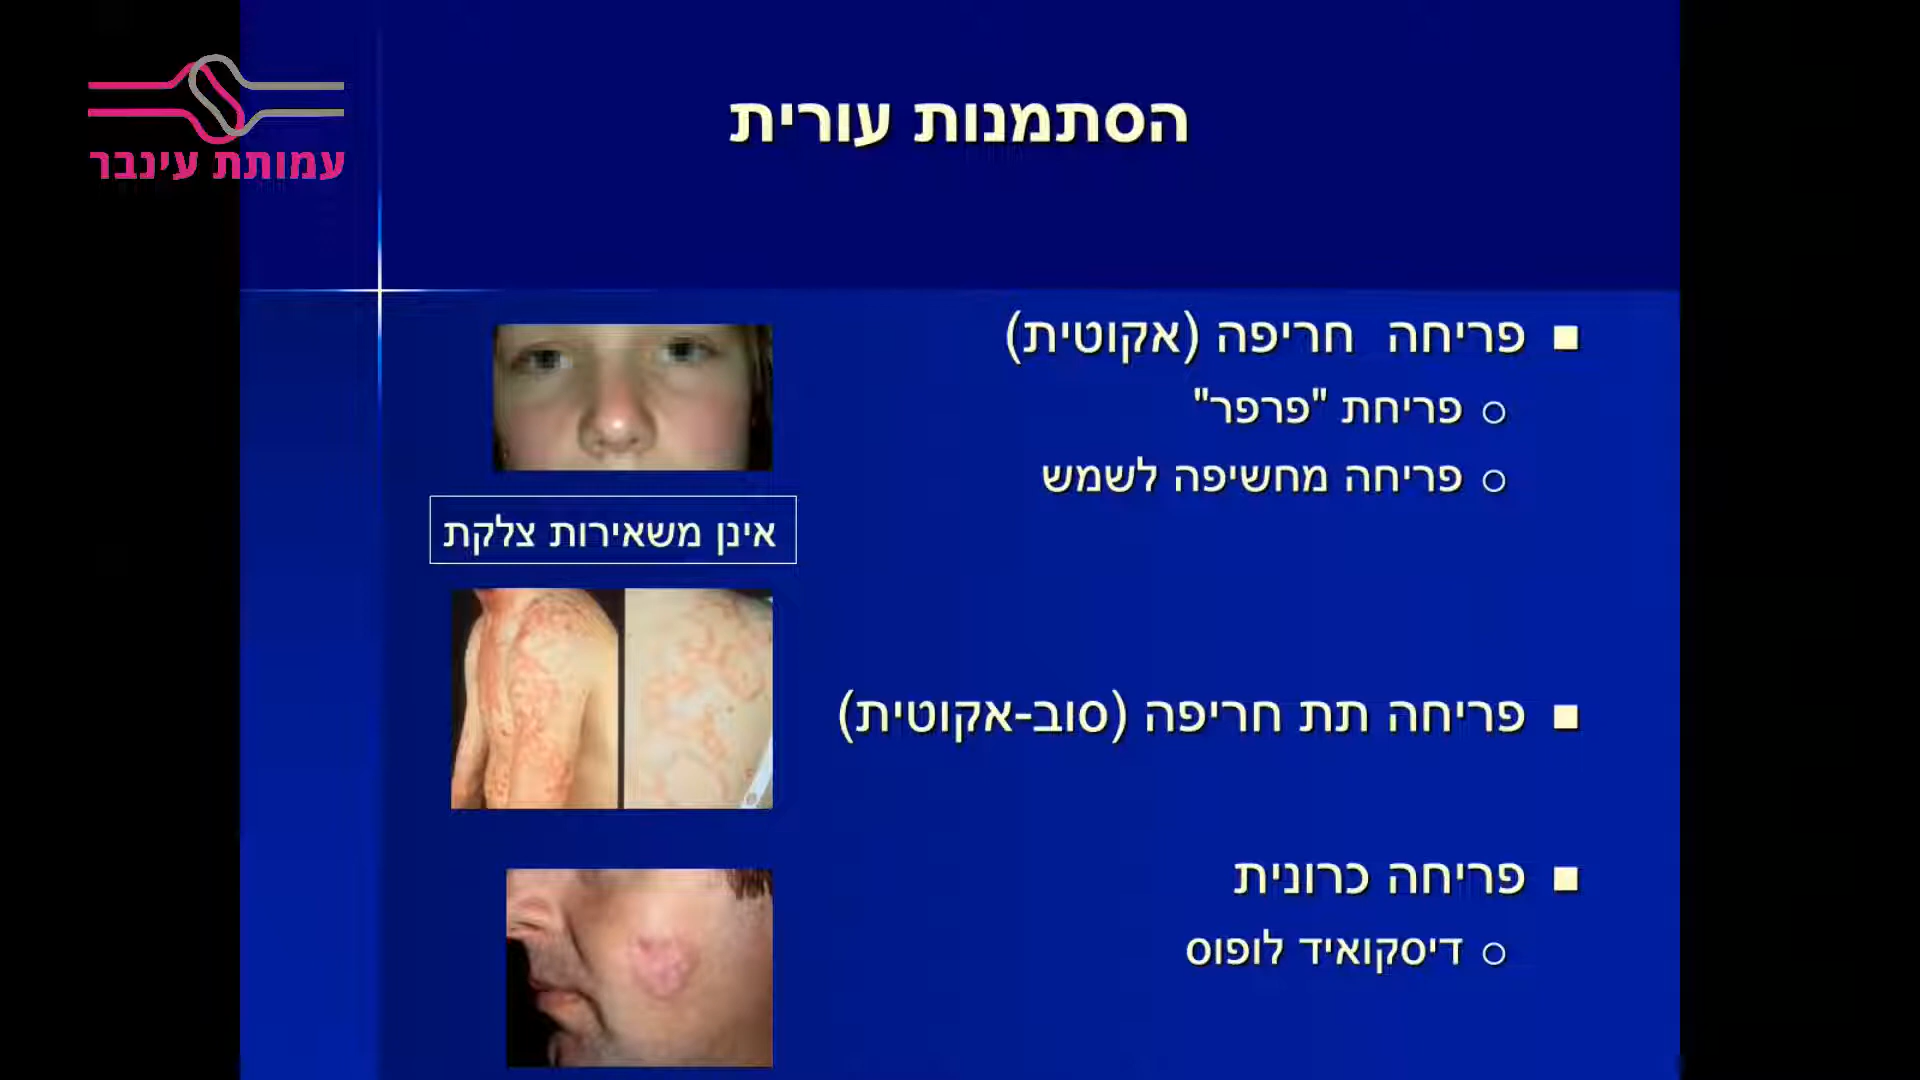 עמותת עינבר
הסתמנות עורית
פריחה חריפה (אקוטית)
פריחת "פרפר"
פריחה מחשיפה לשמש
אינן משאירות צלקת
פריחה תת חריפה (סוב-אקוטית)
פריחה כרונית
דיסקואיד לופוס